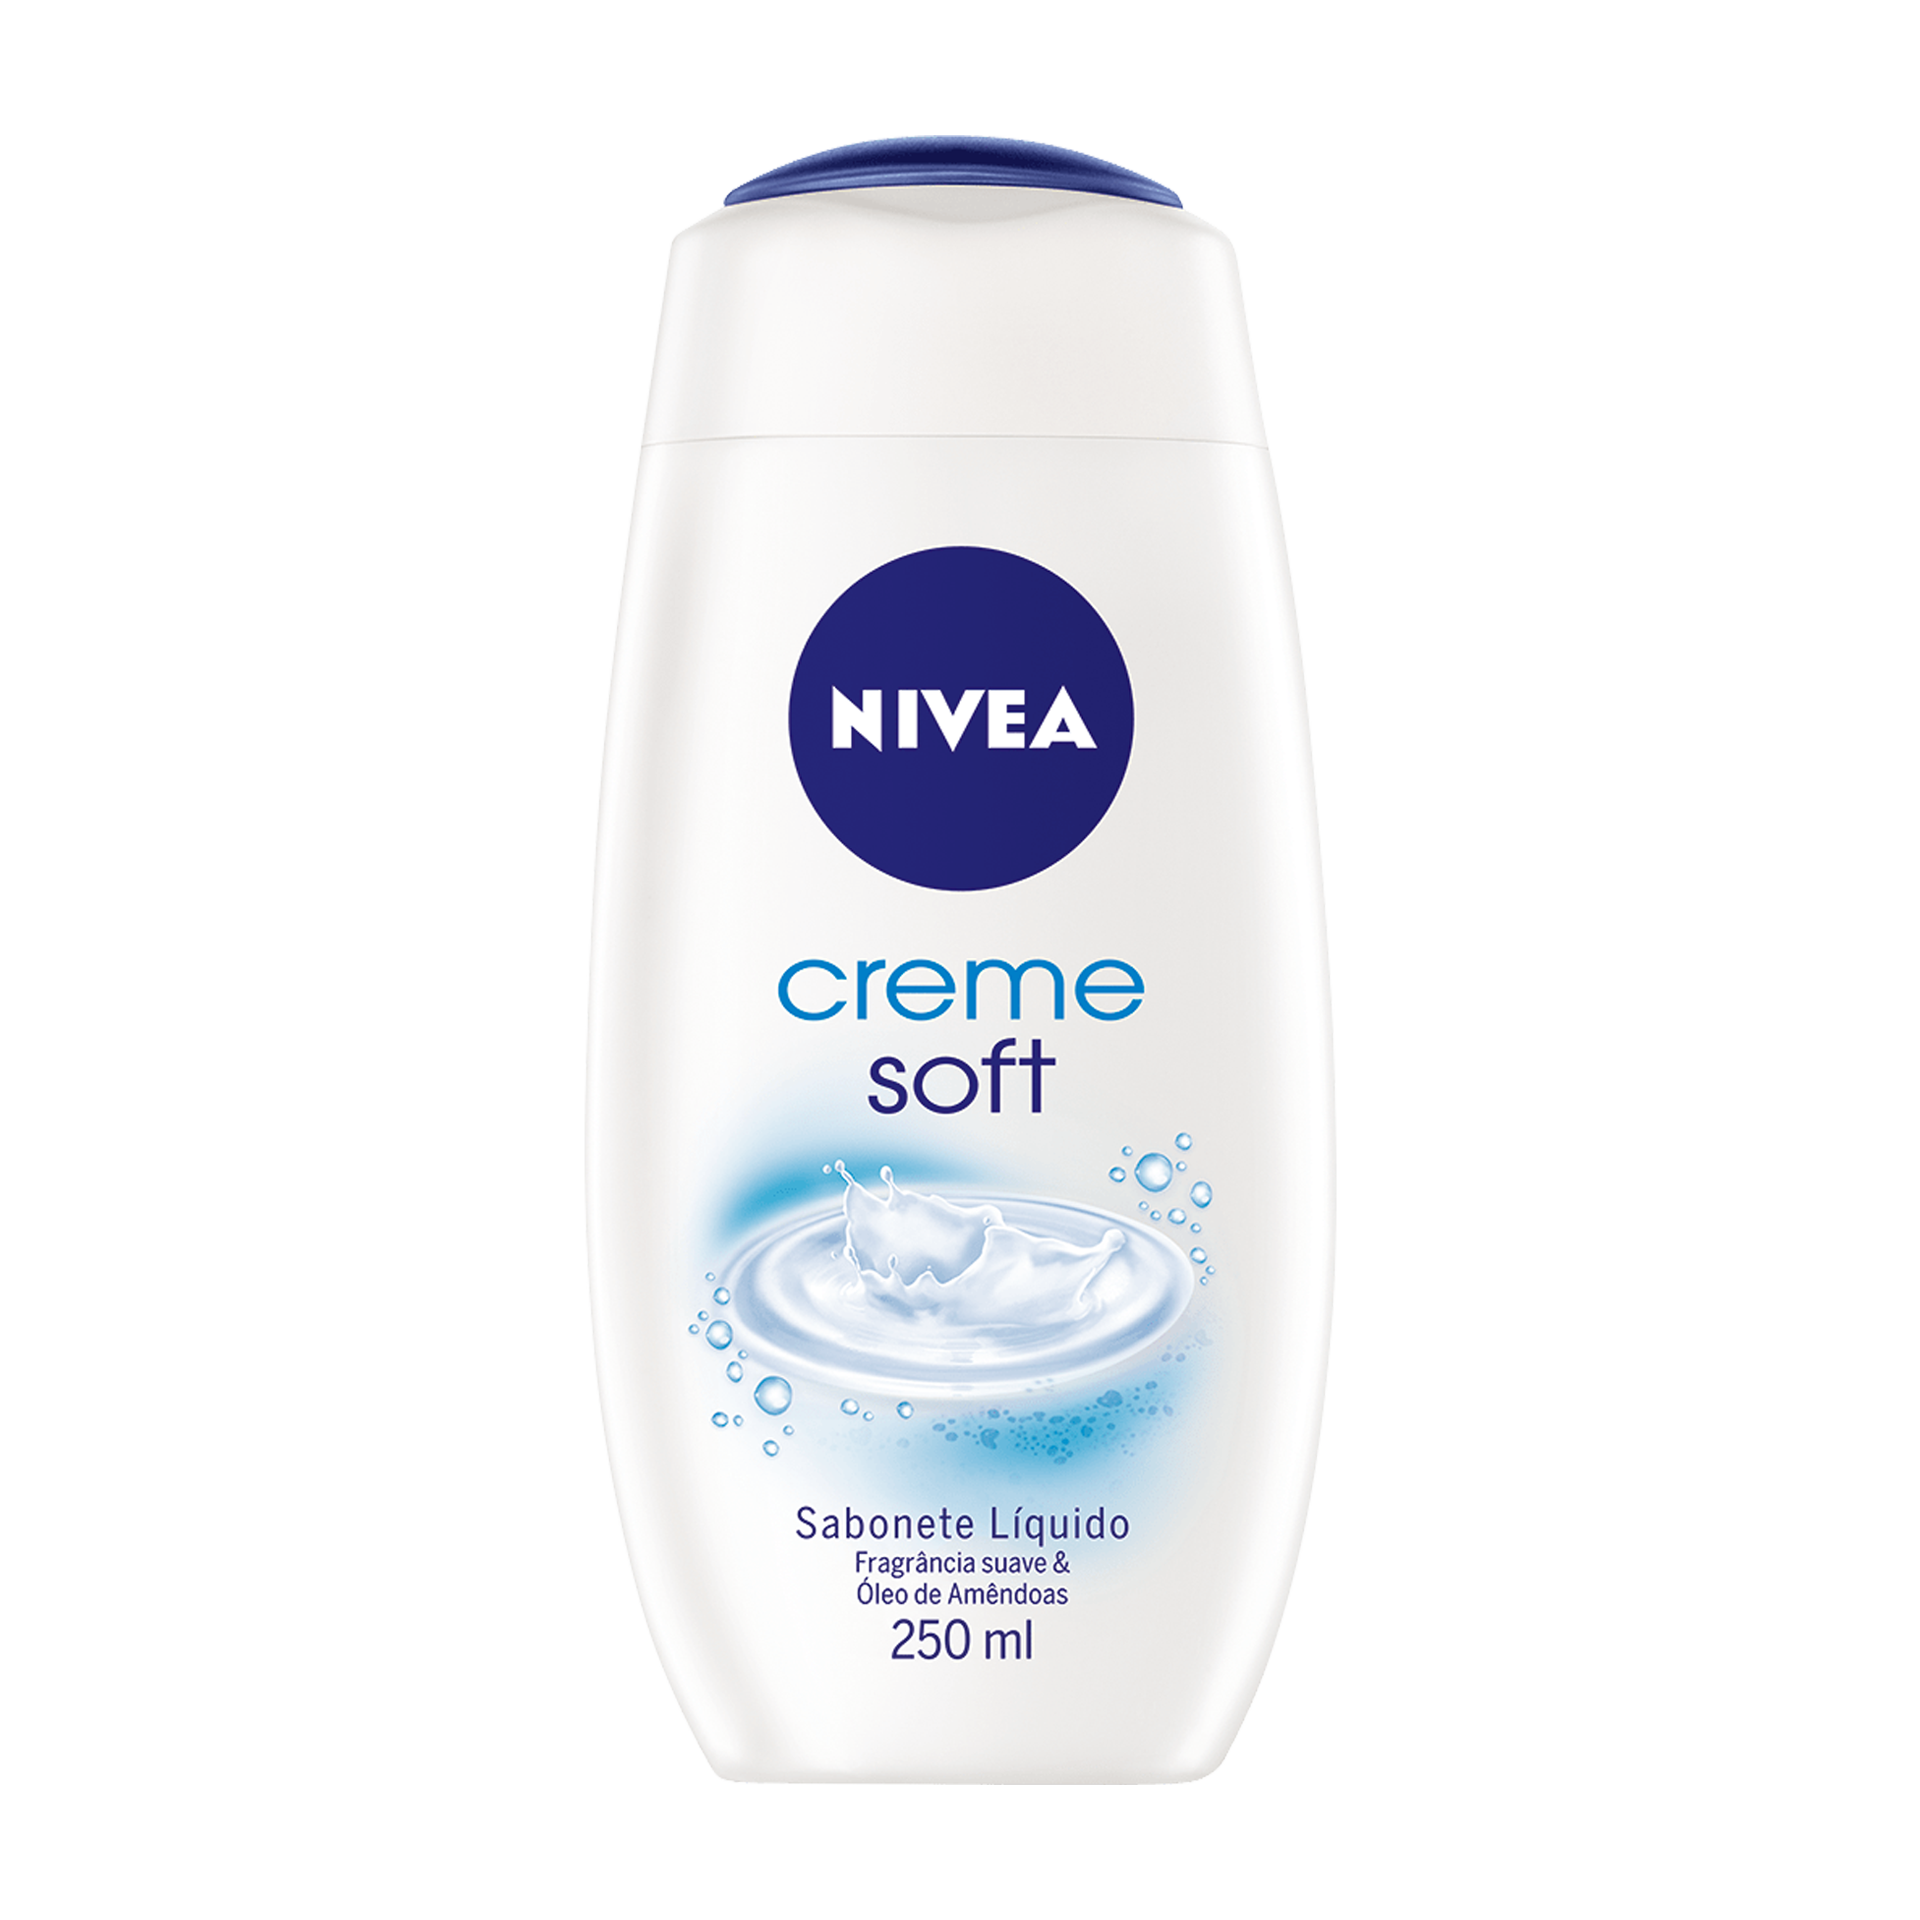 NIVEA
creme
soft
Sabonete Líquido
Fragrância suave &
Óleo de Amêndoas
250 ml